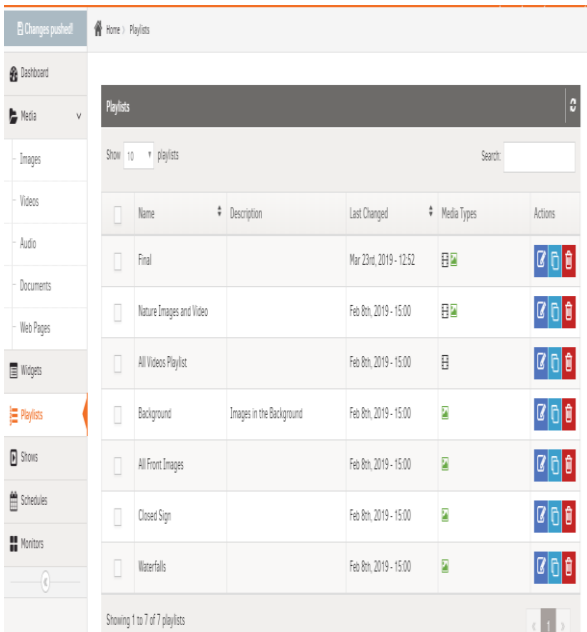 Changes pushed!
Home > Playlists
Dashboard
Media
Images
Videos
Audio
Documents
Web Pages
Widgets
Playlists
Shows
Schedules
Monitors
Playlists
Show 10 playlists
Search:
Name Description Last Changed Media Types Actions
Final Mar 23rd, 2019 - 12:52
Nature Images and Video Feb 8th, 2019 - 15:00
All Videos Playlist Feb 8th, 2019 - 15:00
Background Images in the Background Feb 8th, 2019 - 15:00
All Front Images Feb 8th, 2019 - 15:00
Closed Sign Feb 8th, 2019 - 15:00
Waterfalls Feb 8th, 2019 - 15:00
Showing 1 to 7 of 7 playlists
< 1 >